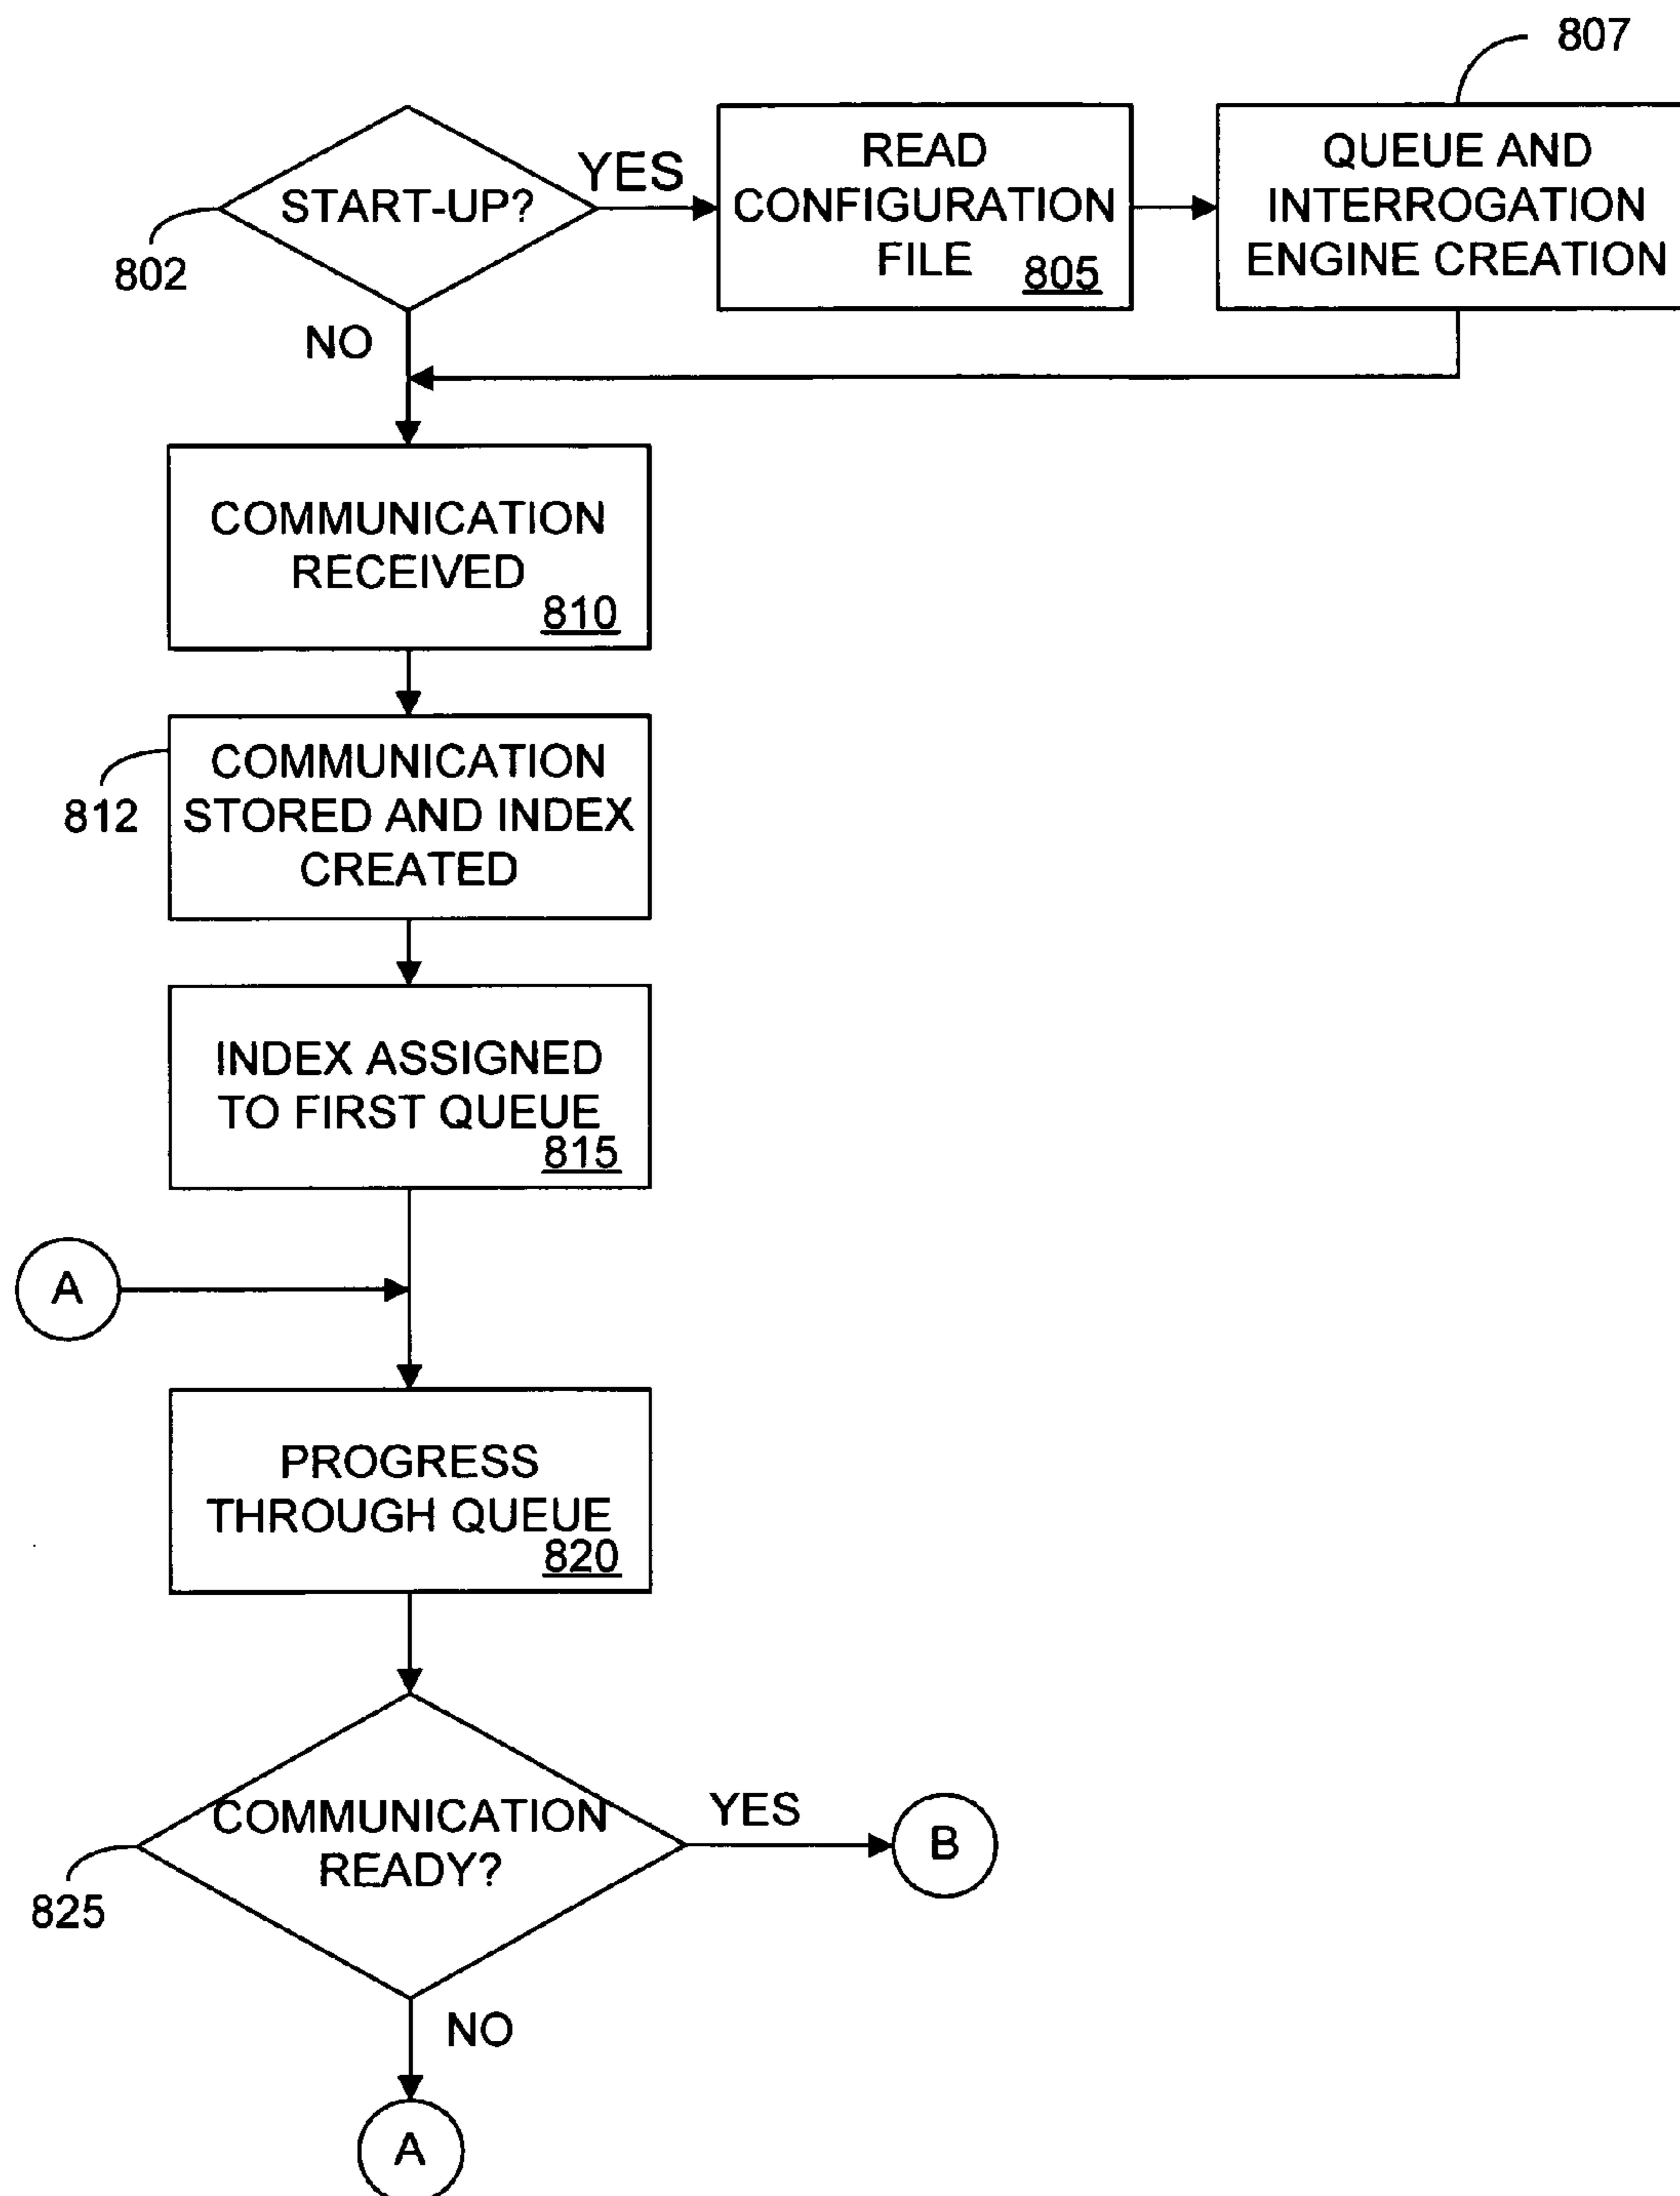 807
START-UP?
YES
802
READ
CONFIGURATION
FILE
805
QUEUE AND
INTERROGATION
ENGINE CREATION
NO
COMMUNICATION
RECEIVED
810
COMMUNICATION
STORED AND INDEX
CREATED
812
INDEX ASSIGNED
TO FIRST QUEUE
815
A
PROGRESS
THROUGH QUEUE
820
COMMUNICATION
READY?
825
YES
B
NO
A